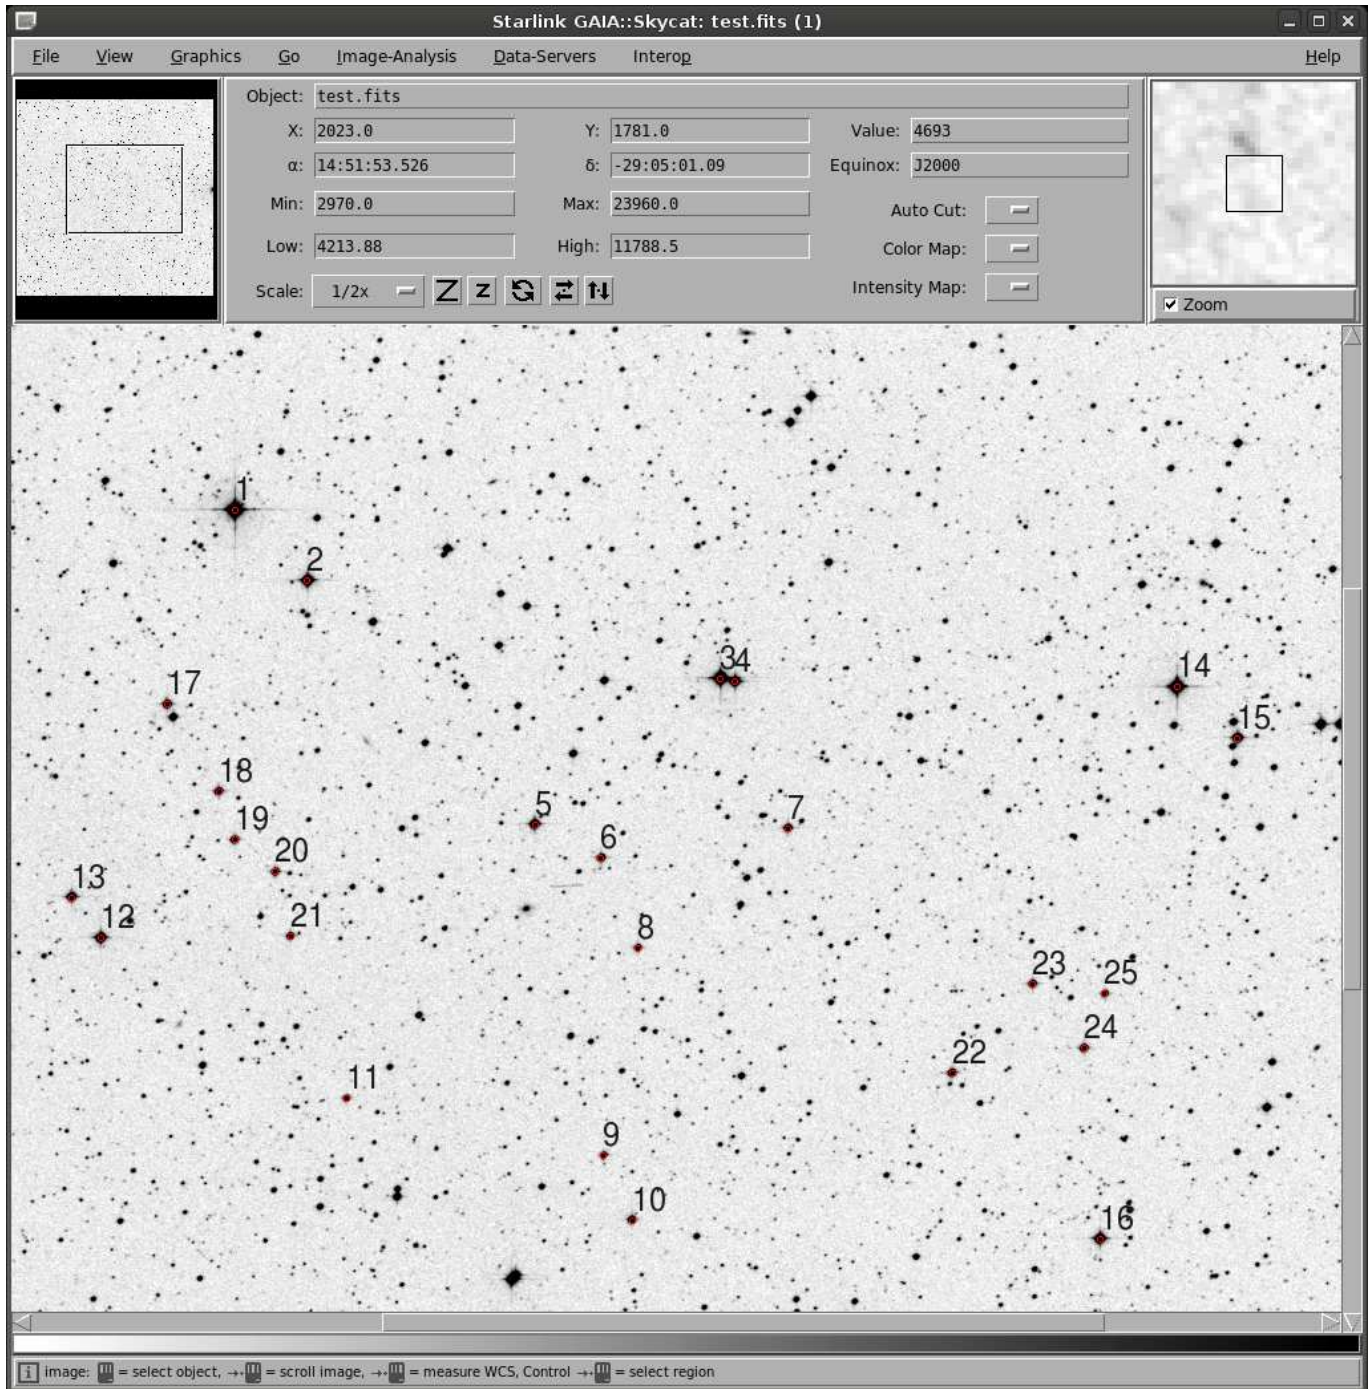 Starlink GAIA::Skycat: test.fits (1)
File View Graphics Go Image-Analysis Data-Servers Interop Help
Object: test.fits
X: 2023.0 Y: 1781.0 Value: 4693
α: 14:51:53.526 δ: -29:05:01.09 Equinox: J2000
Min: 2970.0 Max: 23960.0 Auto Cut:
Low: 4213.88 High: 11788.5 Color Map:
Scale: 1/2x Z z Intensity Map:
Zoom
1
2
34
14
17
15
18
5
7
19
6
20
13
12
21
8
23
25
24
22
11
9
10
16
image: = select object, = scroll image, = measure WCS, Control = select region